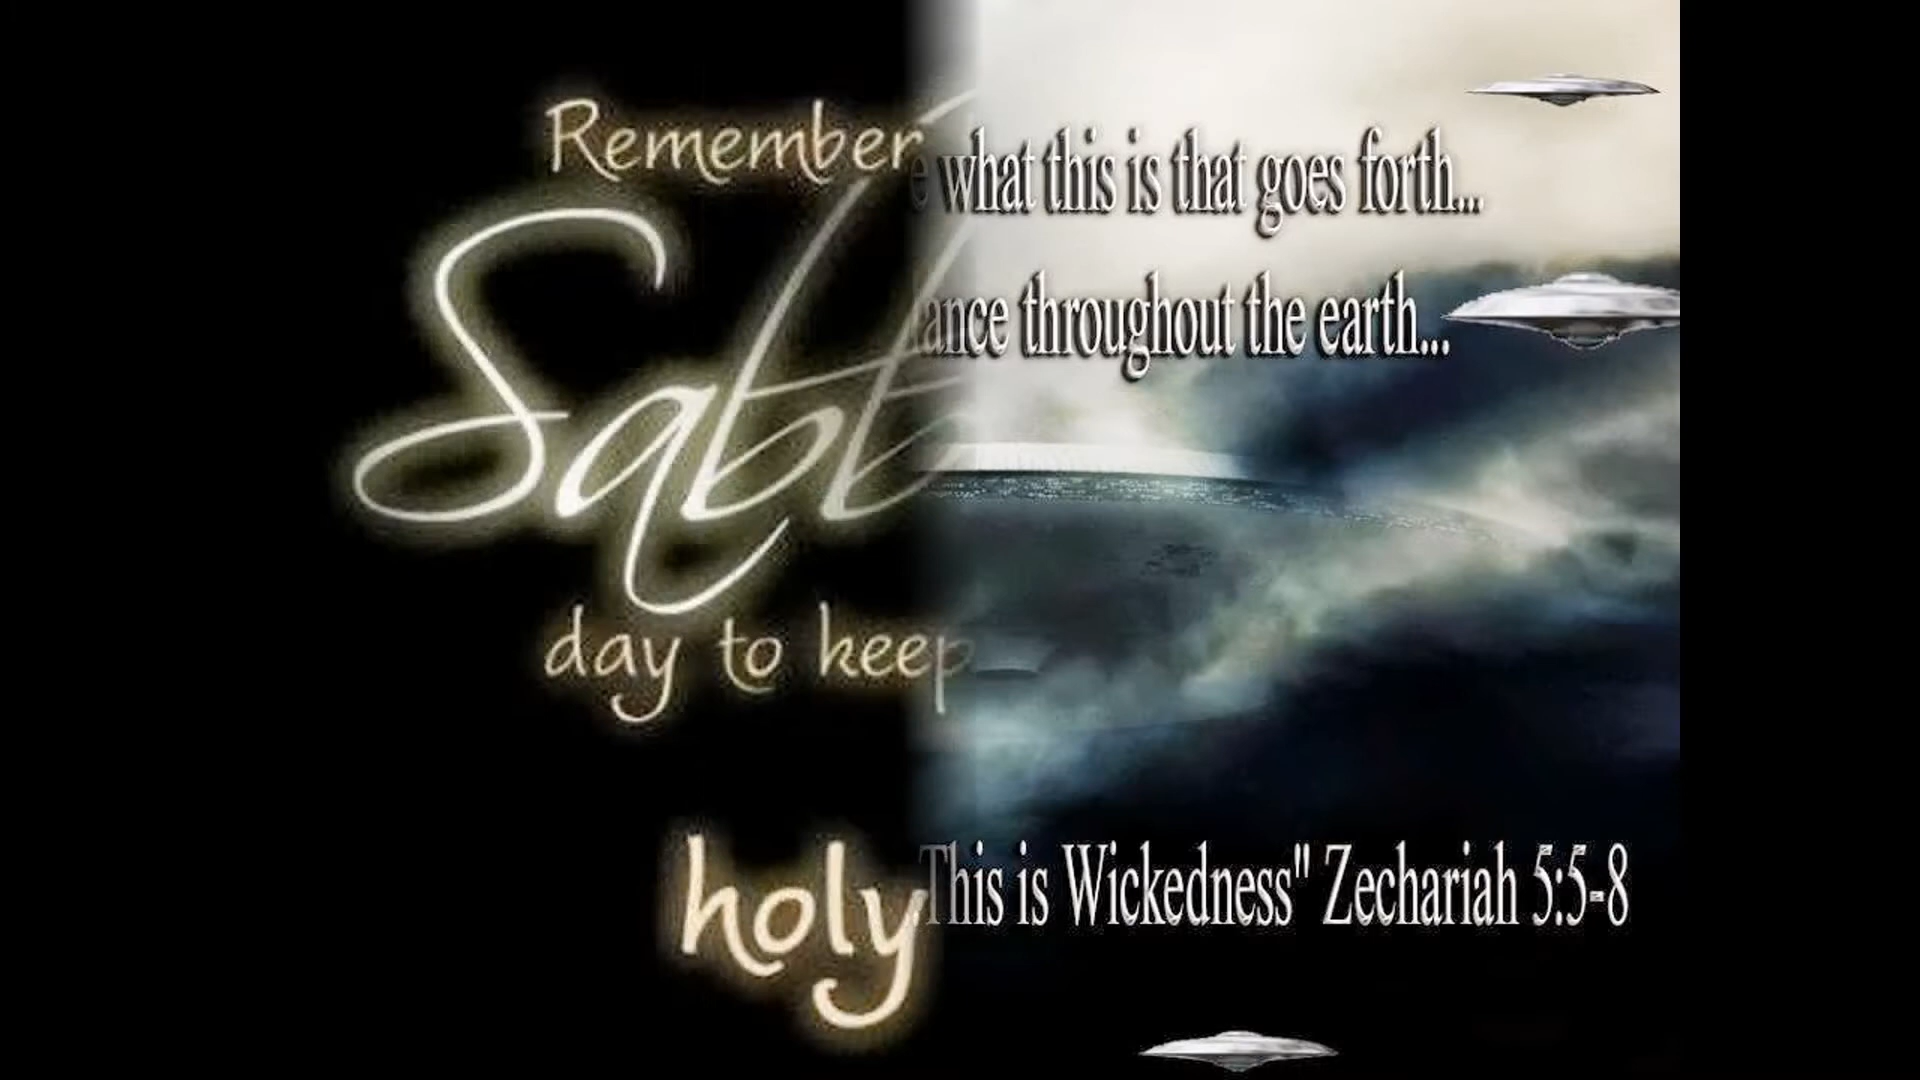 Remember
e what this is that goes forth...
Sabb
ance throughout the earth...
day to keep
holy
This is Wickedness" Zechariah 5:5-8